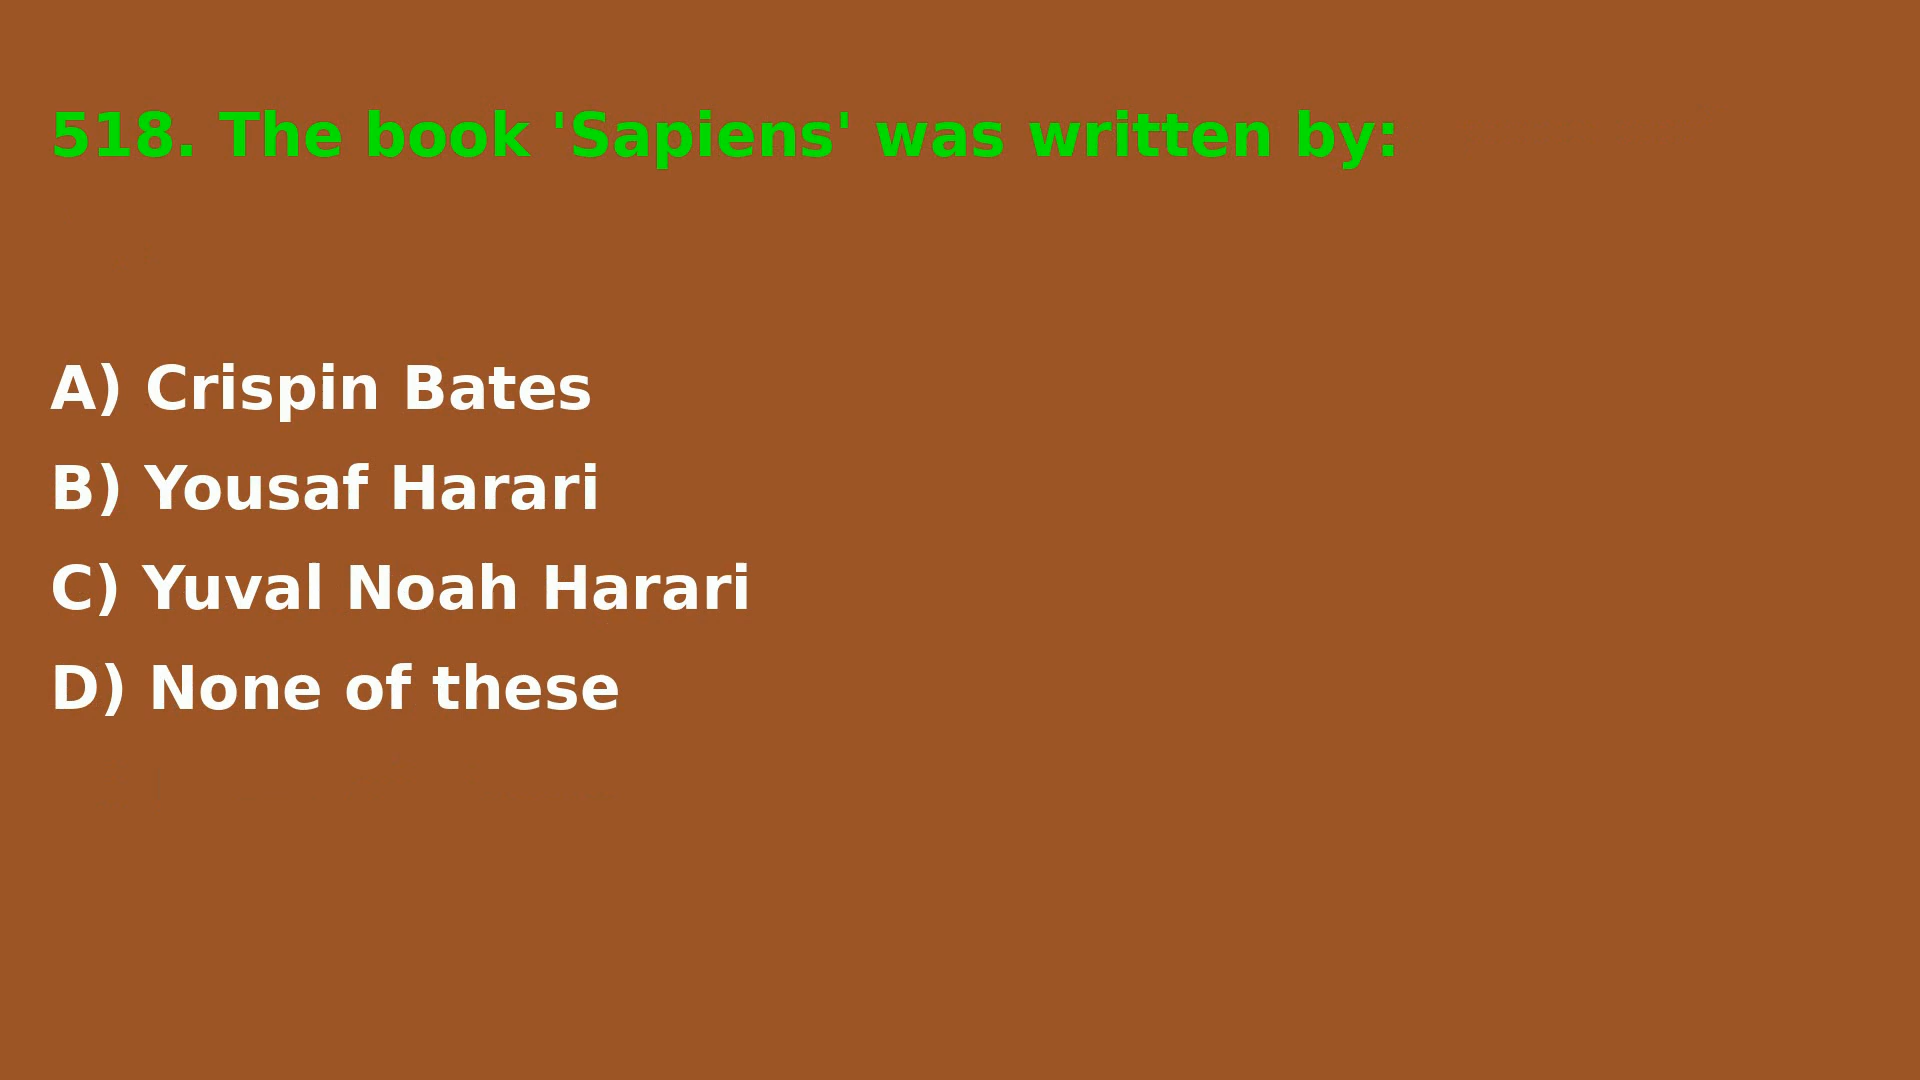 518. The book 'Sapiens' was written by:
A) Crispin Bates
B) Yousaf Harari
C) Yuval Noah Harari
D) None of these